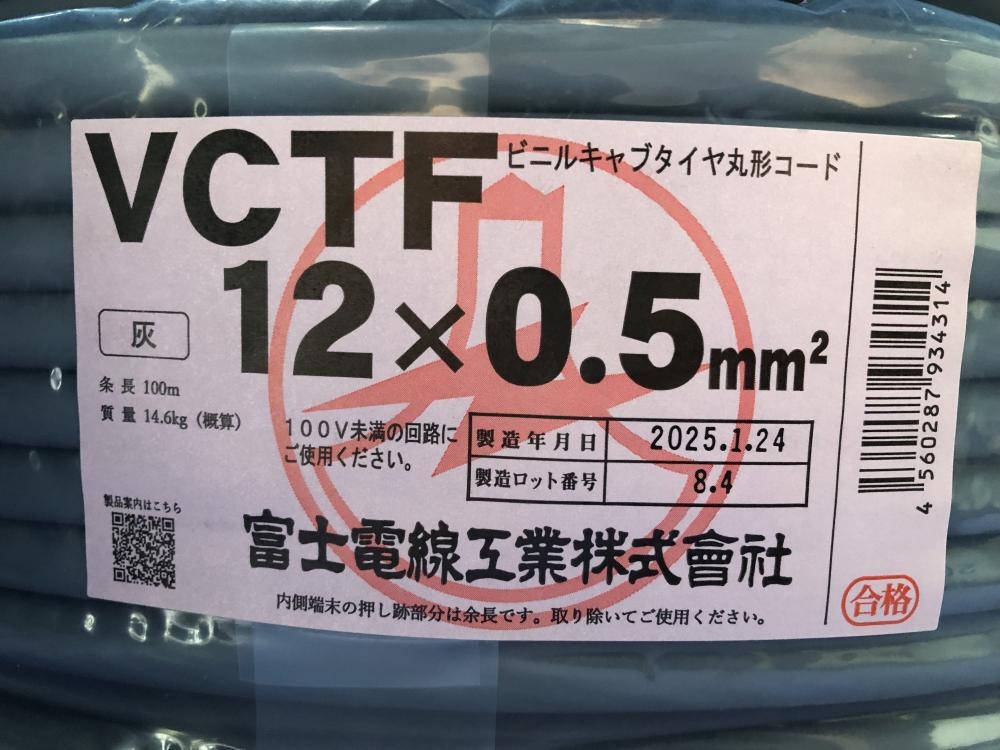 VCTF
ビニルキャブタイヤ丸形コード
12×0.5mm²
灰
条長 100m
質量 14.6kg (概算)
100V未満の回路に
ご使用ください。
製造年月日 2025.1.24
製造ロット番号 8.4
製品案内はこちら
富士電線工業株式會社
内側端末の押し跡部分は余長です。取り除いてご使用ください。
4560287934314
合格